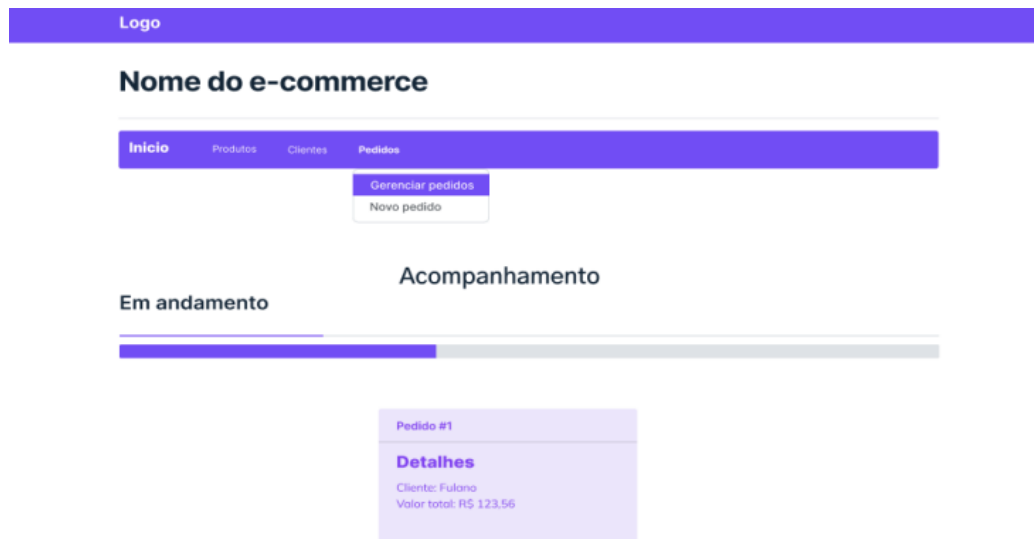 Logo
Nome do e-commerce
Inicio Produtos Clientes Pedidos
Gerenciar pedidos
Novo pedido
Acompanhamento
Em andamento
Pedido #1
Detalhes
Cliente: Fulano
Valor total: R$ 123,56